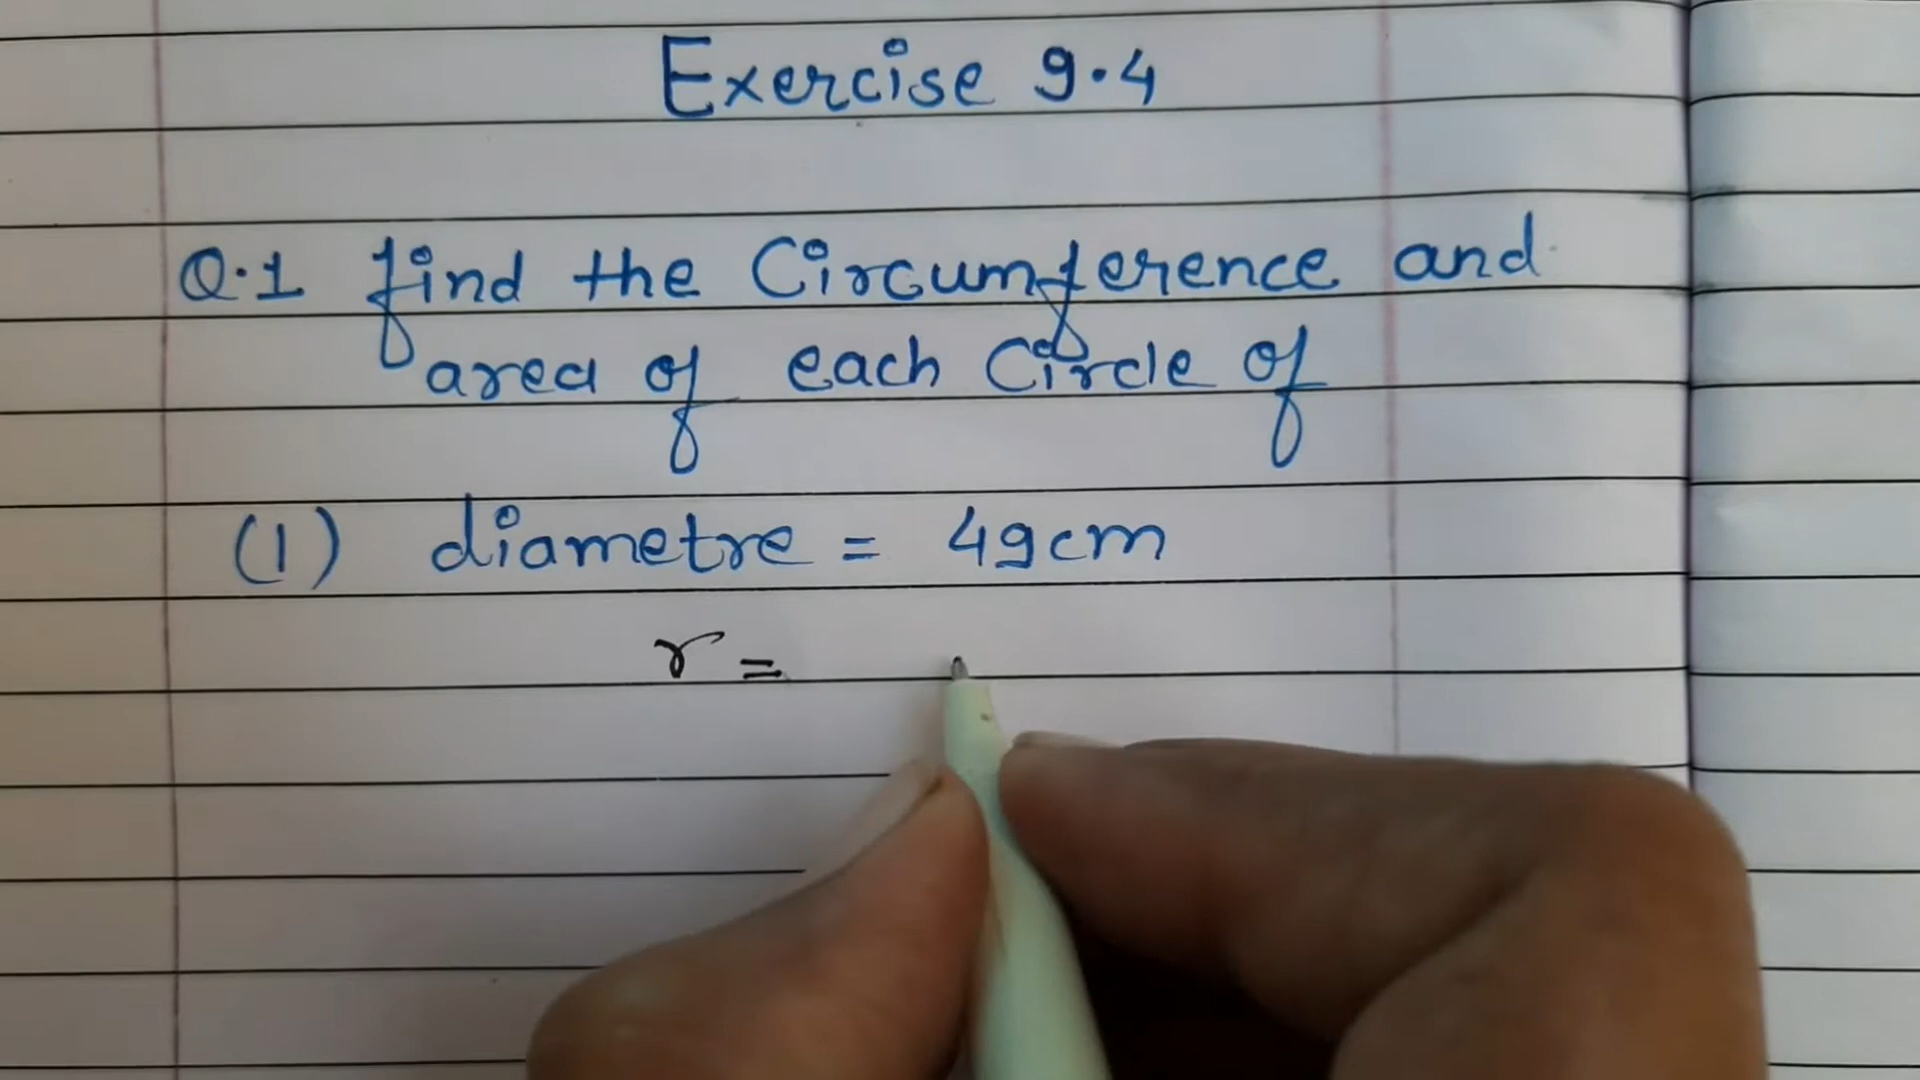 Exercise 9.4
Q.1 find the Circumference and
area of each Circle of
(1) diametre = 49cm
r =